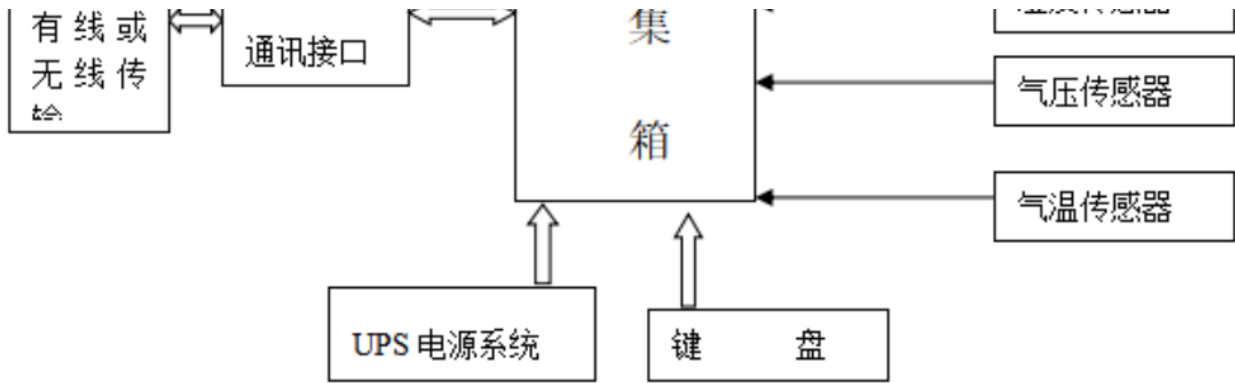 有线或
无线传
通讯接口
集
箱
气压传感器
气温传感器
UPS 电源系统
键 盘